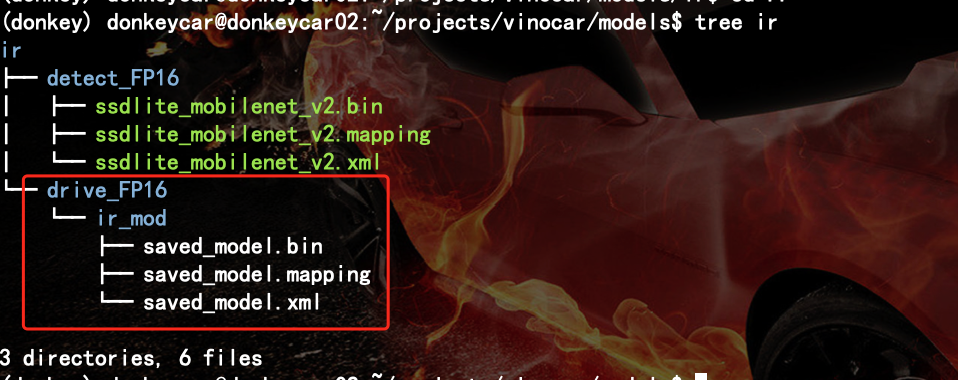 (donkey) donkeycar@donkeycar02:~/projects/vinocar/models$ tree ir
ir
├── detect_FP16
│   ├── ssdlite_mobilenet_v2.bin
│   ├── ssdlite_mobilenet_v2.mapping
│   └── ssdlite_mobilenet_v2.xml
└── drive_FP16
    └── ir_mod
        ├── saved_model.bin
        ├── saved_model.mapping
        └── saved_model.xml
3 directories, 6 files